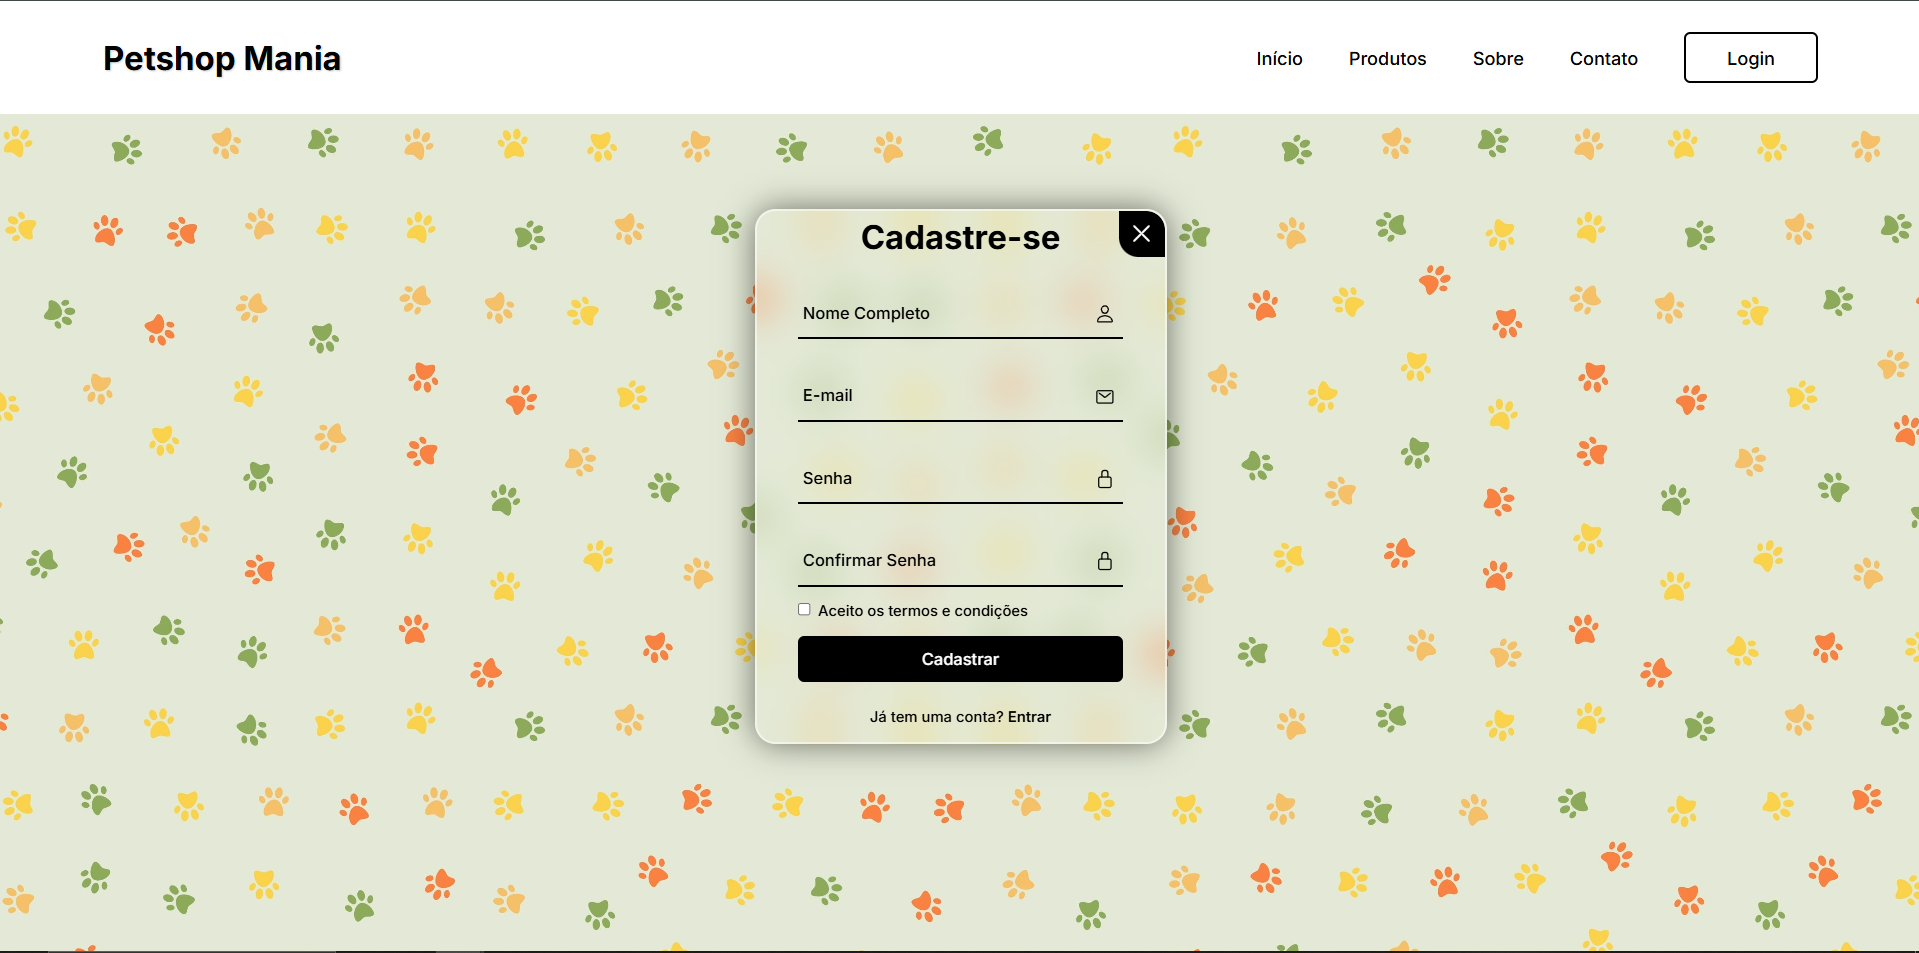 Petshop Mania
Início
Produtos
Sobre
Contato
Login
Cadastre-se
Nome Completo
E-mail
Senha
Confirmar Senha
Aceito os termos e condições
Cadastrar
Já tem uma conta? Entrar